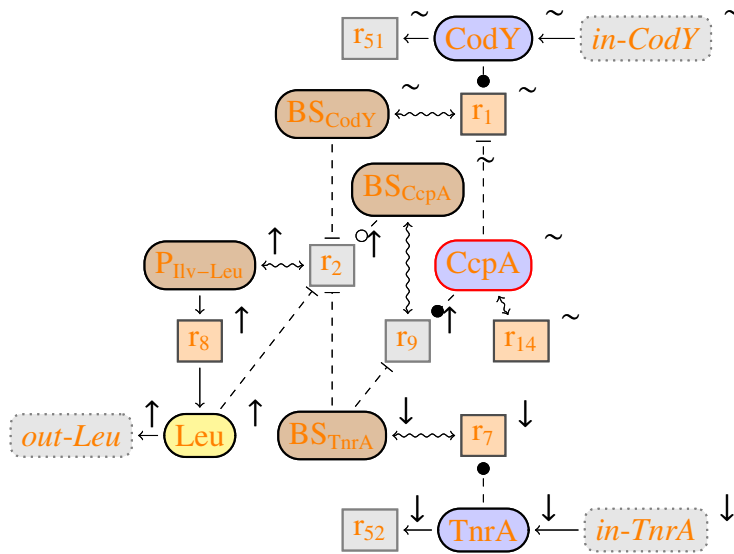 r51 ~ CodY ~ in-CodY ~
BSCodY ~ r1 ~
BSCcpA ~
PIlv−Leu ↑ r2 ↑ CcpA ~
r8 ↑ r9 ↑ r14 ~
out-Leu ↑ Leu ↑ BSTnrA ↓ r7 ↓
r52 ↓ TnrA ↓ in-TnrA ↓